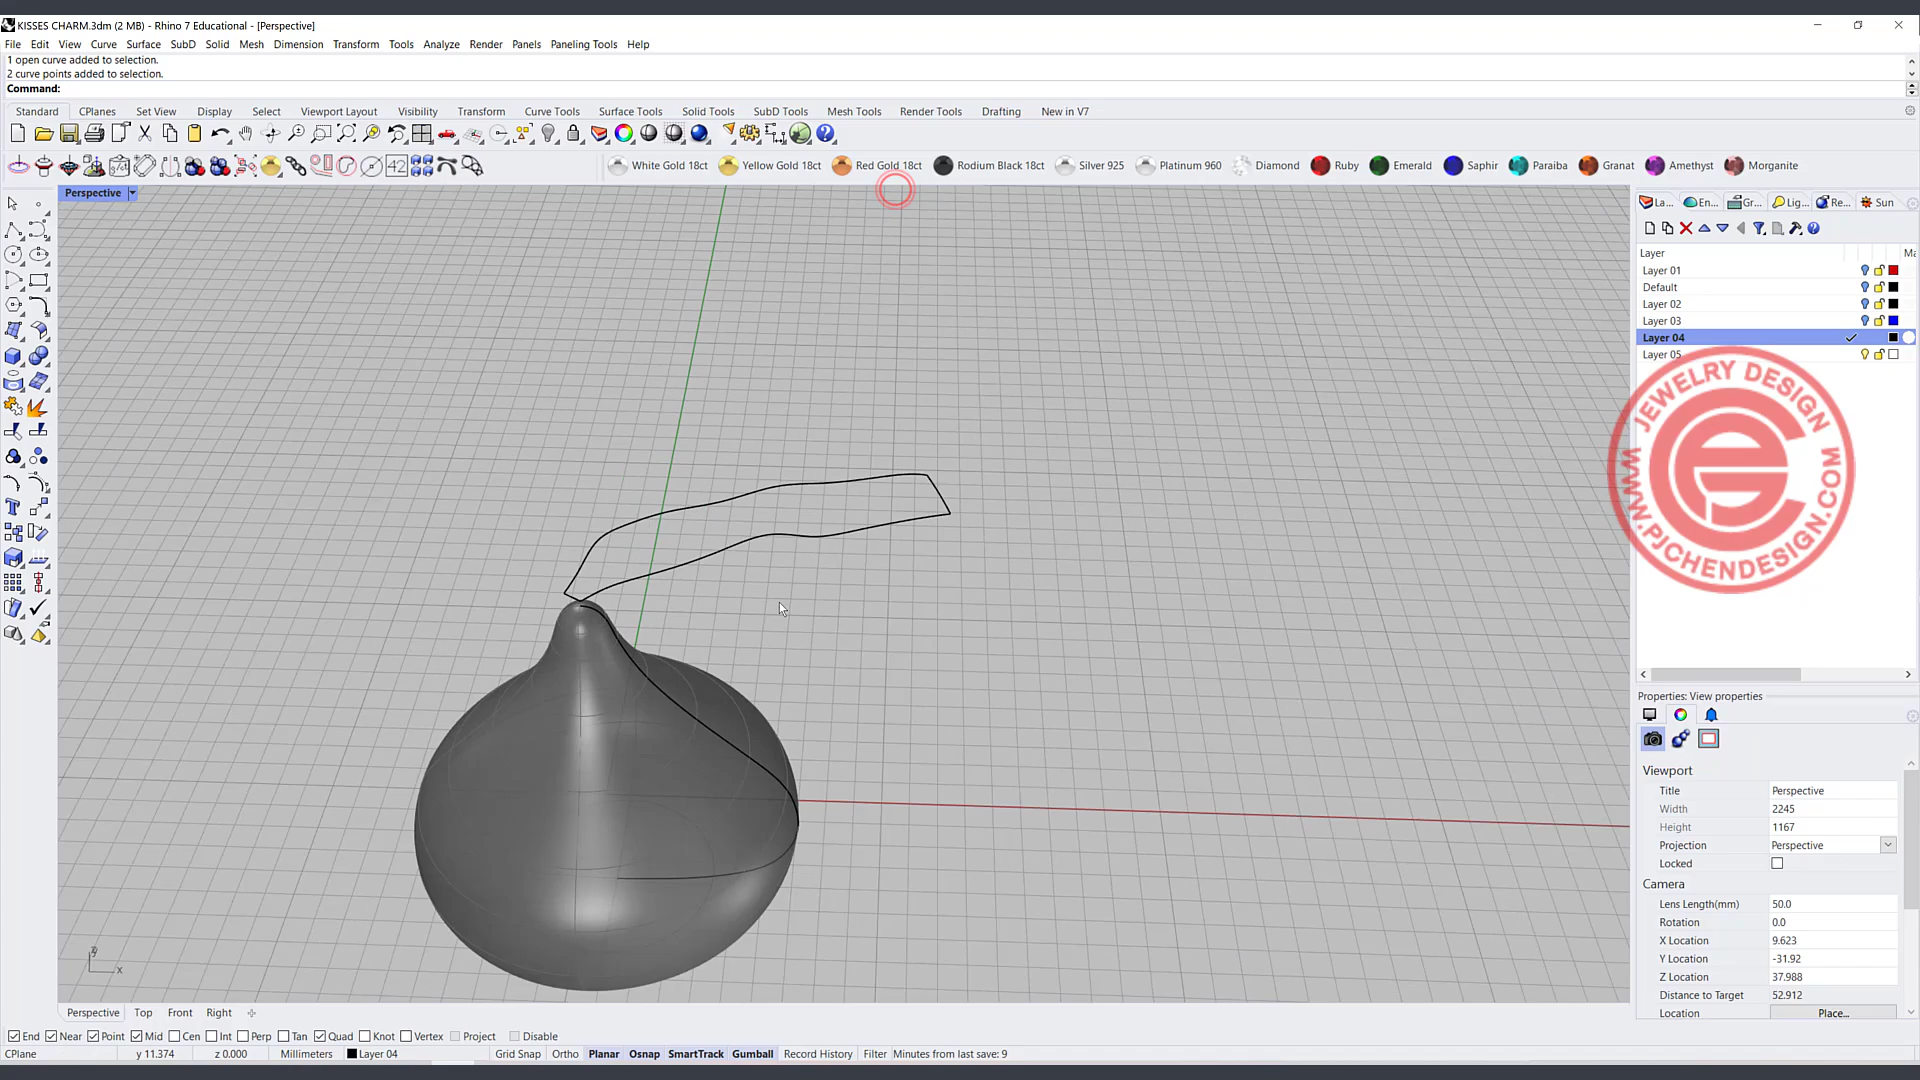 KISSES CHARM.3dm (2 MB) - Rhino 7 Educational - [Perspective]
File Edit View Curve Surface SubD Solid Mesh Dimension Transform Tools Analyze Render Panels Paneling Tools Help
1 open curve added to selection.
2 curve points added to selection.
Command:
Standard CPlanes Set View Display Select Viewport Layout Visibility Transform Curve Tools Surface Tools Solid Tools SubD Tools Mesh Tools Render Tools Drafting New in V7
42 White Gold 18ct Yellow Gold 18ct Red Gold 18ct Rodium Black 18ct Silver 925 Platinum 960 Diamond Ruby Emerald Saphir Paraiba Granat Amethyst Morganite
Perspective
La... En... Gr... Lig... Re... Sun
Layer Ma
Layer 01
Default
Layer 02
Layer 03
Layer 04
Layer 05
JEWELRY DESIGN
WWW.PJCHENDESIGN.COM
Properties: View properties
Viewport
Title Perspective
Width 2245
Height 1167
Projection Perspective
Locked
Camera
Lens Length(mm) 50.0
Rotation 0.0
X Location 9.623
Y Location -31.92
Z Location 37.988
Distance to Target 52.912
Location Place...
x
Perspective Top Front Right
End Near Point Mid Cen Int Perp Tan Quad Knot Vertex Project Disable
CPlane y 11.374 z 0.000 Millimeters Layer 04 Grid Snap Ortho Planar Osnap SmartTrack Gumball Record History Filter Minutes from last save: 9